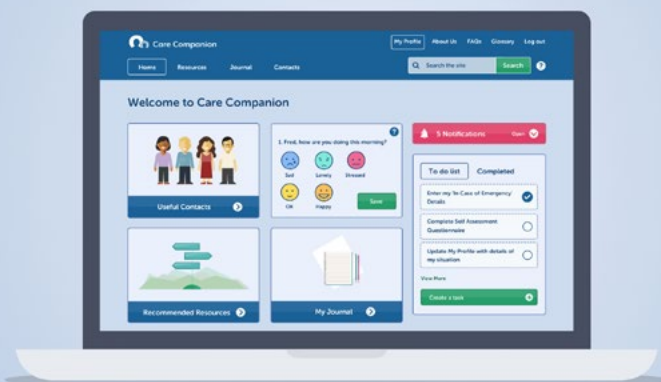 Care Companion
My Profile About Us FAQs Glossary Log out
Home Resources Journal Contacts
Search the site Search ?
Welcome to Care Companion
Useful Contacts
?
1. Fred, how are you doing this morning?
Sad Lonely Stressed
OK Happy
Save
5 Notifications Open
To do list Completed
Enter my 'In Case of Emergency'
Details
Complete Self Assessment
Questionnaire
Update My Profile with details of
my situation
View More
Create a task
Recommended Resources
My Journal